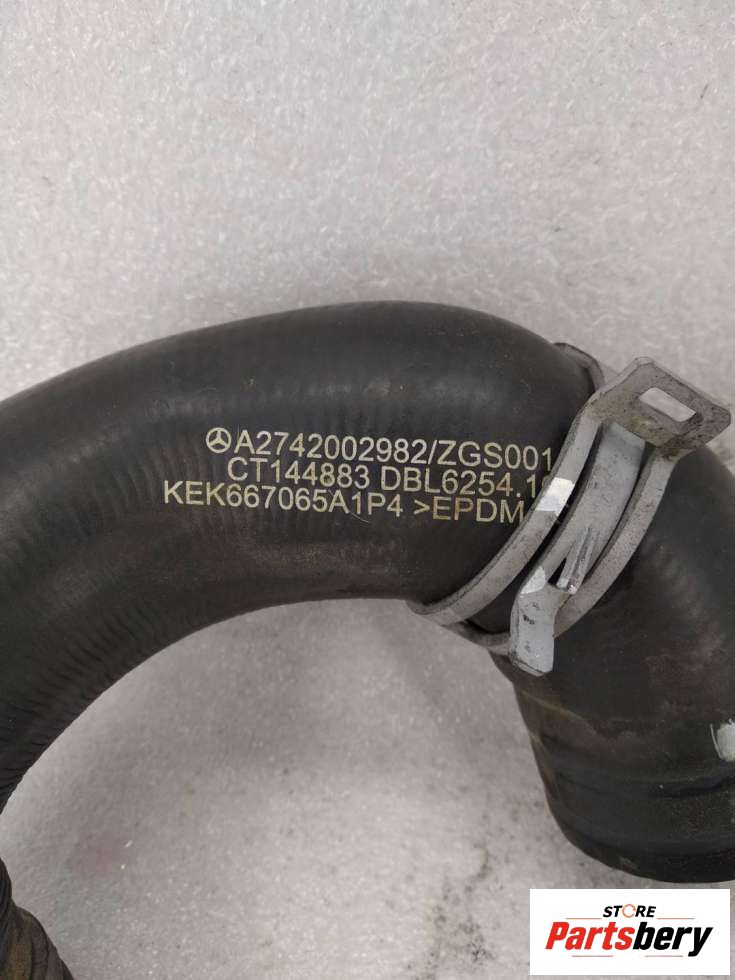 A2742002982/ZGS001
CT144883 DBL6254.1
KEK667065A1P4 >EPDM
STORE
Partsbery